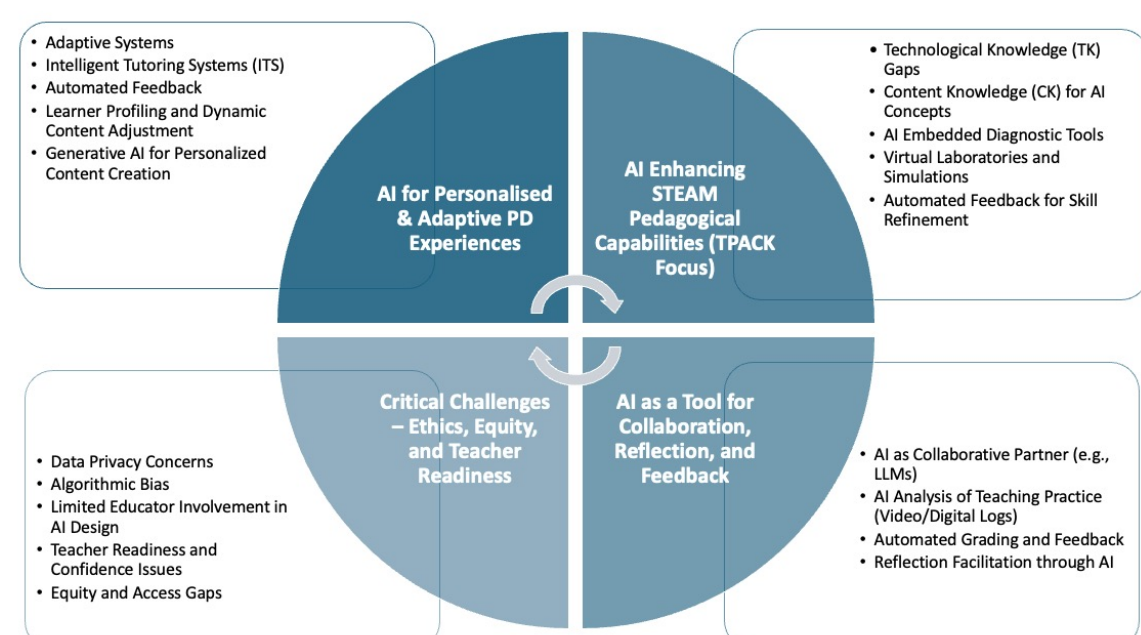 • Adaptive Systems
• Intelligent Tutoring Systems (ITS)
• Automated Feedback
• Learner Profiling and Dynamic
Content Adjustment
• Generative AI for Personalized
Content Creation
AI for Personalised
& Adaptive PD
Experiences
AI Enhancing
STEAM
Pedagogical
Capabilities (TPACK
Focus)
• Technological Knowledge (TK)
Gaps
• Content Knowledge (CK) for AI
Concepts
• AI Embedded Diagnostic Tools
• Virtual Laboratories and
Simulations
• Automated Feedback for Skill
Refinement
• Data Privacy Concerns
• Algorithmic Bias
• Limited Educator Involvement in
AI Design
• Teacher Readiness and
Confidence Issues
• Equity and Access Gaps
Critical Challenges
– Ethics, Equity,
and Teacher
Readiness
AI as a Tool for
Collaboration,
Reflection, and
Feedback
• AI as Collaborative Partner (e.g.,
LLMs)
• AI Analysis of Teaching Practice
(Video/Digital Logs)
• Automated Grading and Feedback
• Reflection Facilitation through AI